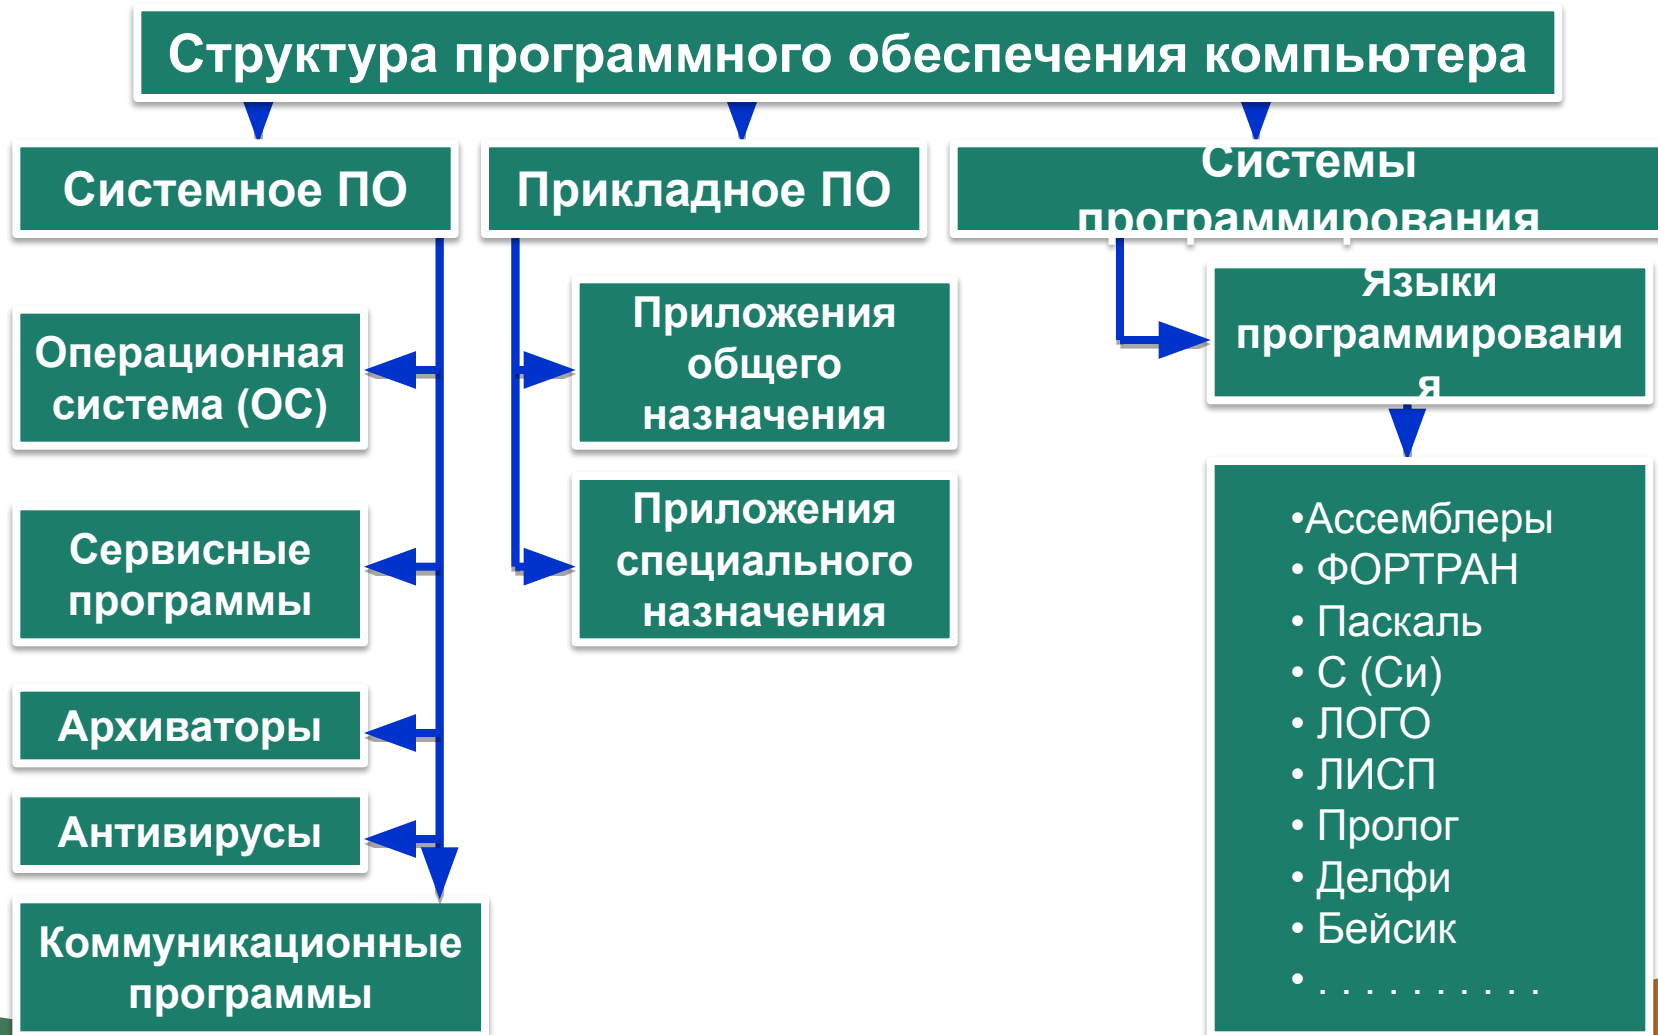 Структура программного обеспечения компьютера
Системное ПО
Прикладное ПО
Системы
программирования
Операционная
система (ОС)
Сервисные
программы
Архиваторы
Антивирусы
Коммуникационные
программы
Приложения
общего
назначения
Приложения
специального
назначения
Языки
программировани
я
•Ассемблеры
• ФОРТРАН
• Паскаль
• С (Си)
• ЛОГО
• ЛИСП
• Пролог
• Делфи
• Бейсик
• . . . . . . . . . .